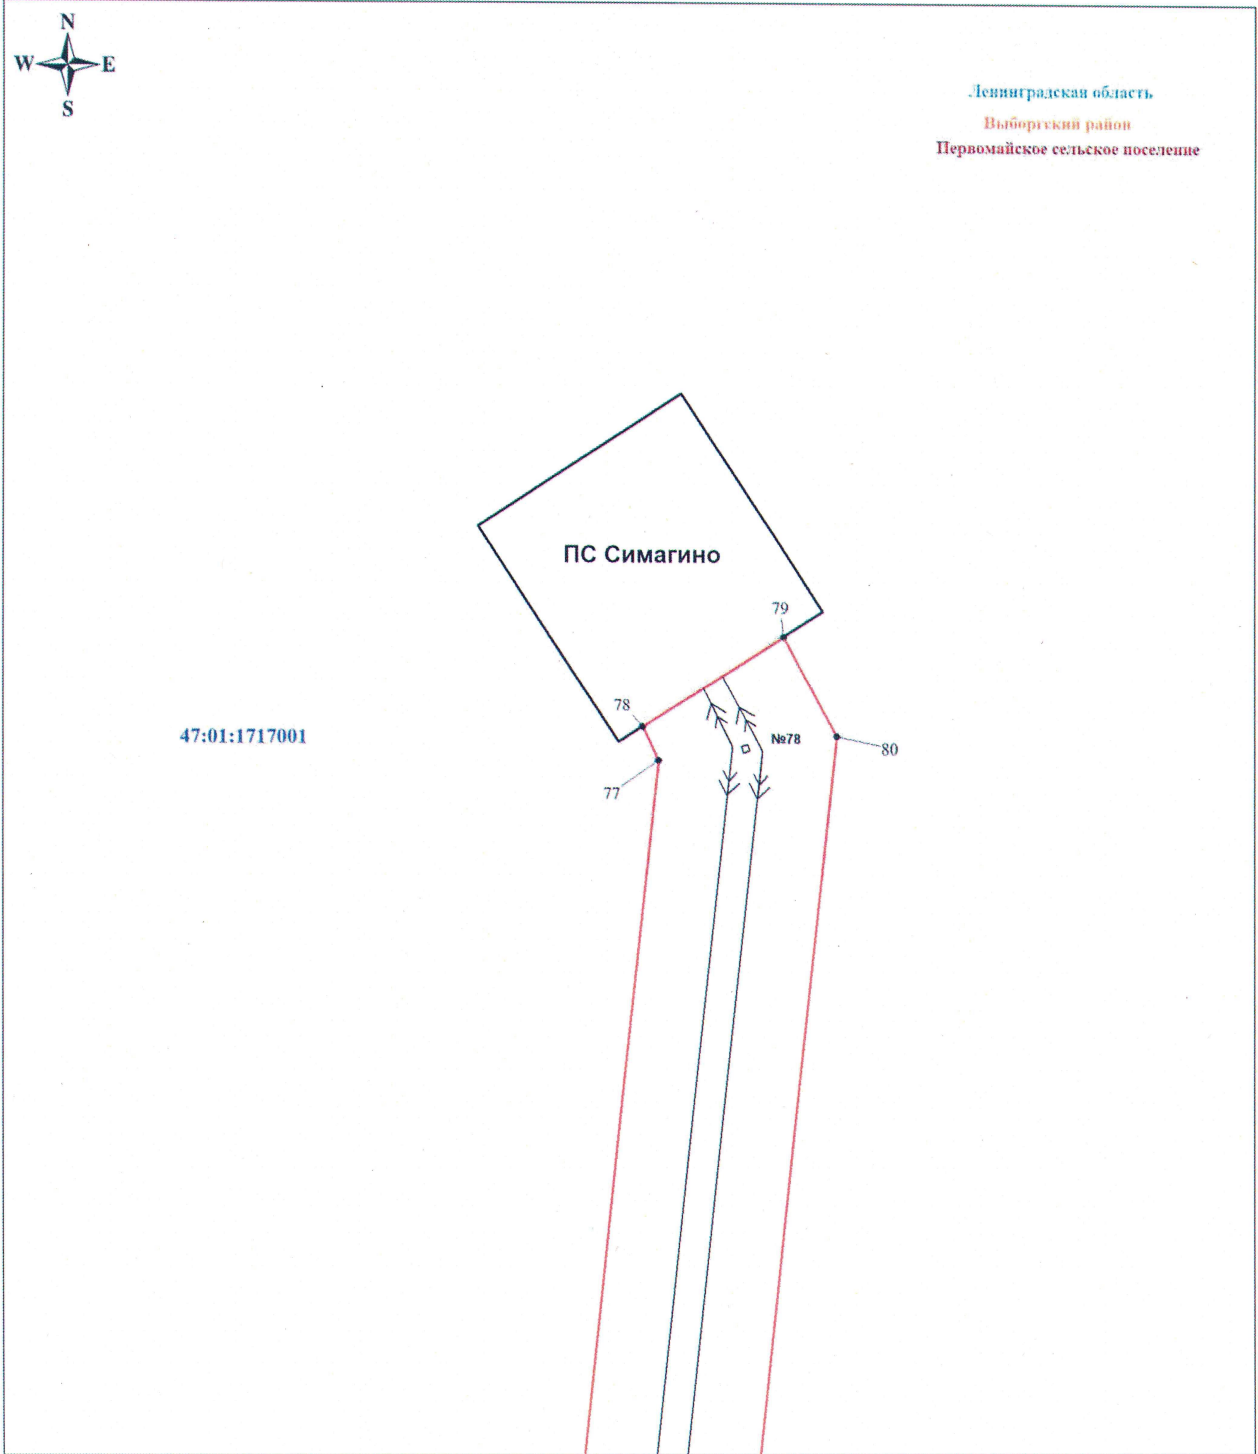 N
W E
S
Ленинградская область
Выборгский район
Первомайское сельское поселение
ПС Симагино
79
78
47:01:1717001
№78
80
77